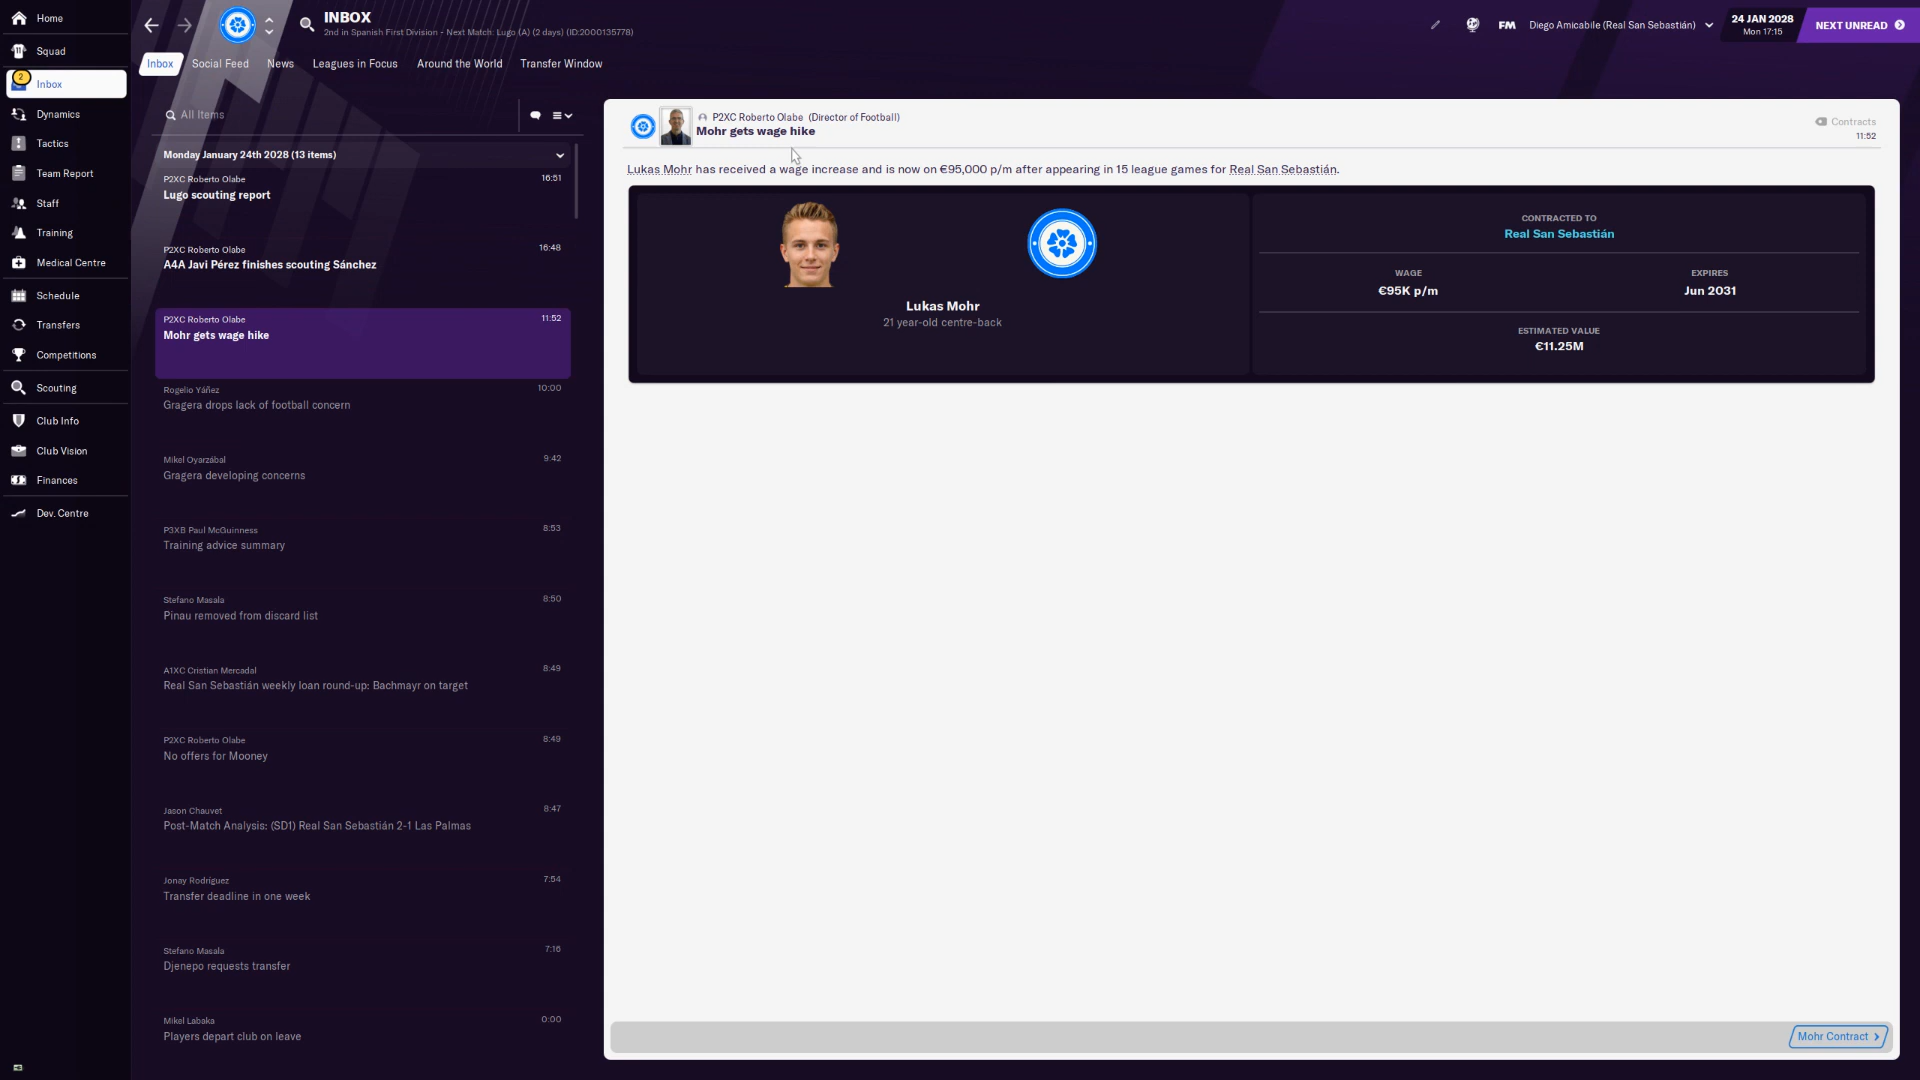 Home
Squad
2
Inbox
Dynamics
Tactics
Team Report
Staff
Training
Medical Centre
Schedule
Transfers
Competitions
Scouting
Club Info
Club Vision
Finances
Dev. Centre
INBOX
2nd in Spanish First Division - Next Match: Lugo (A) (2 days) (ID:2000135778)
FM
Diego Amicabile (Real San Sebastián)
24 JAN 2028
Mon 17:15
NEXT UNREAD
Inbox
Social Feed
News
Leagues in Focus
Around the World
Transfer Window
All Items
Monday January 24th 2028 (13 items)
P2XC Roberto Olabe
16:51
Lugo scouting report
P2XC Roberto Olabe
16:48
A4A Javi Pérez finishes scouting Sánchez
P2XC Roberto Olabe
11:52
Mohr gets wage hike
Rogelio Yáñez
10:00
Gragera drops lack of football concern
Mikel Oyarzábal
9:42
Gragera developing concerns
P3XB Paul McGuinness
8:53
Training advice summary
Stefano Masala
8:50
Pinau removed from discard list
A1XC Cristian Mercadal
8:49
Real San Sebastián weekly loan round-up: Bachmayr on target
P2XC Roberto Olabe
8:49
No offers for Mooney
Jason Chauvet
8:47
Post-Match Analysis: (SD1) Real San Sebastián 2-1 Las Palmas
Jonay Rodríguez
7:54
Transfer deadline in one week
Stefano Masala
7:16
Djenepo requests transfer
Mikel Labaka
0:00
Players depart club on leave
P2XC Roberto Olabe (Director of Football)
Mohr gets wage hike
Contracts
11:52
Lukas Mohr has received a wage increase and is now on €95,000 p/m after appearing in 15 league games for Real San Sebastián.
Lukas Mohr
21 year-old centre-back
CONTRACTED TO
Real San Sebastián
WAGE
€95K p/m
EXPIRES
Jun 2031
ESTIMATED VALUE
€11.25M
Mohr Contract